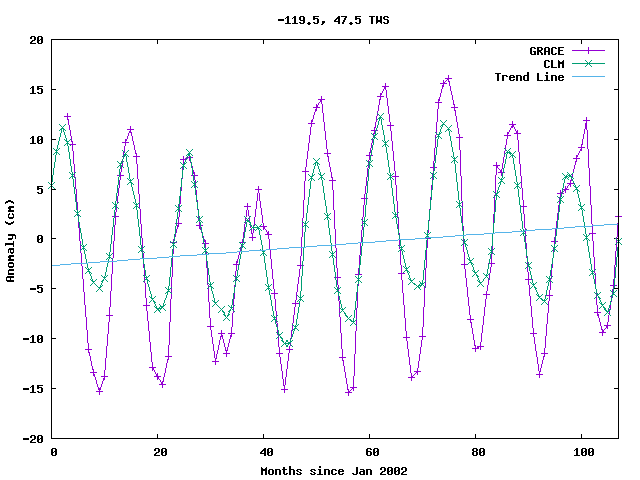 -119.5, 47.5 TWS
GRACE
CLM
Trend Line
20
15
10
5
0
-5
-10
-15
-20
Anomaly (cm)
0 20 40 60 80 100
Months since Jan 2002